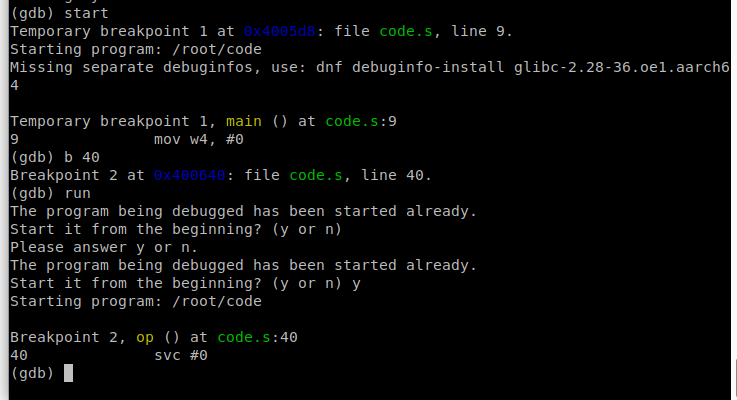 (gdb) start
Temporary breakpoint 1 at 0x4005d8: file code.s, line 9.
Starting program: /root/code
Missing separate debuginfos, use: dnf debuginfo-install glibc-2.28-36.oe1.aarch6
4
Temporary breakpoint 1, main () at code.s:9
9 mov w4, #0
(gdb) b 40
Breakpoint 2 at 0x400640: file code.s, line 40.
(gdb) run
The program being debugged has been started already.
Start it from the beginning? (y or n)
Please answer y or n.
The program being debugged has been started already.
Start it from the beginning? (y or n) y
Starting program: /root/code
Breakpoint 2, op () at code.s:40
40 svc #0
(gdb)